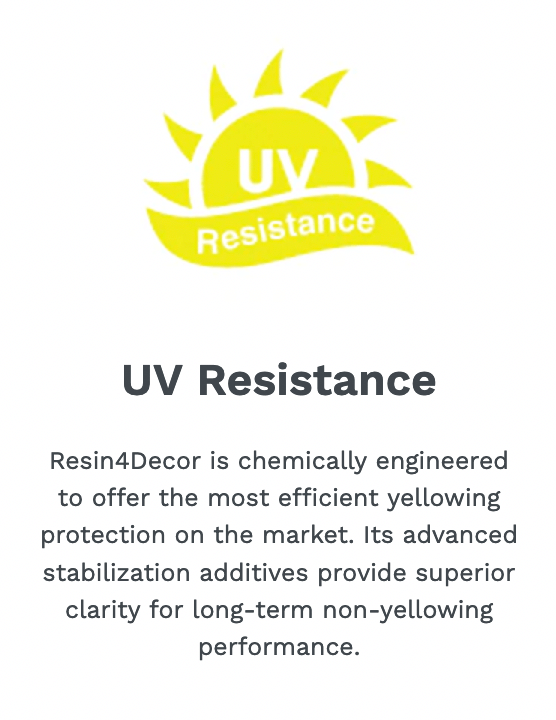 UV
Resistance
UV Resistance
Resin4Decor is chemically engineered
to offer the most efficient yellowing
protection on the market. Its advanced
stabilization additives provide superior
clarity for long-term non-yellowing
performance.